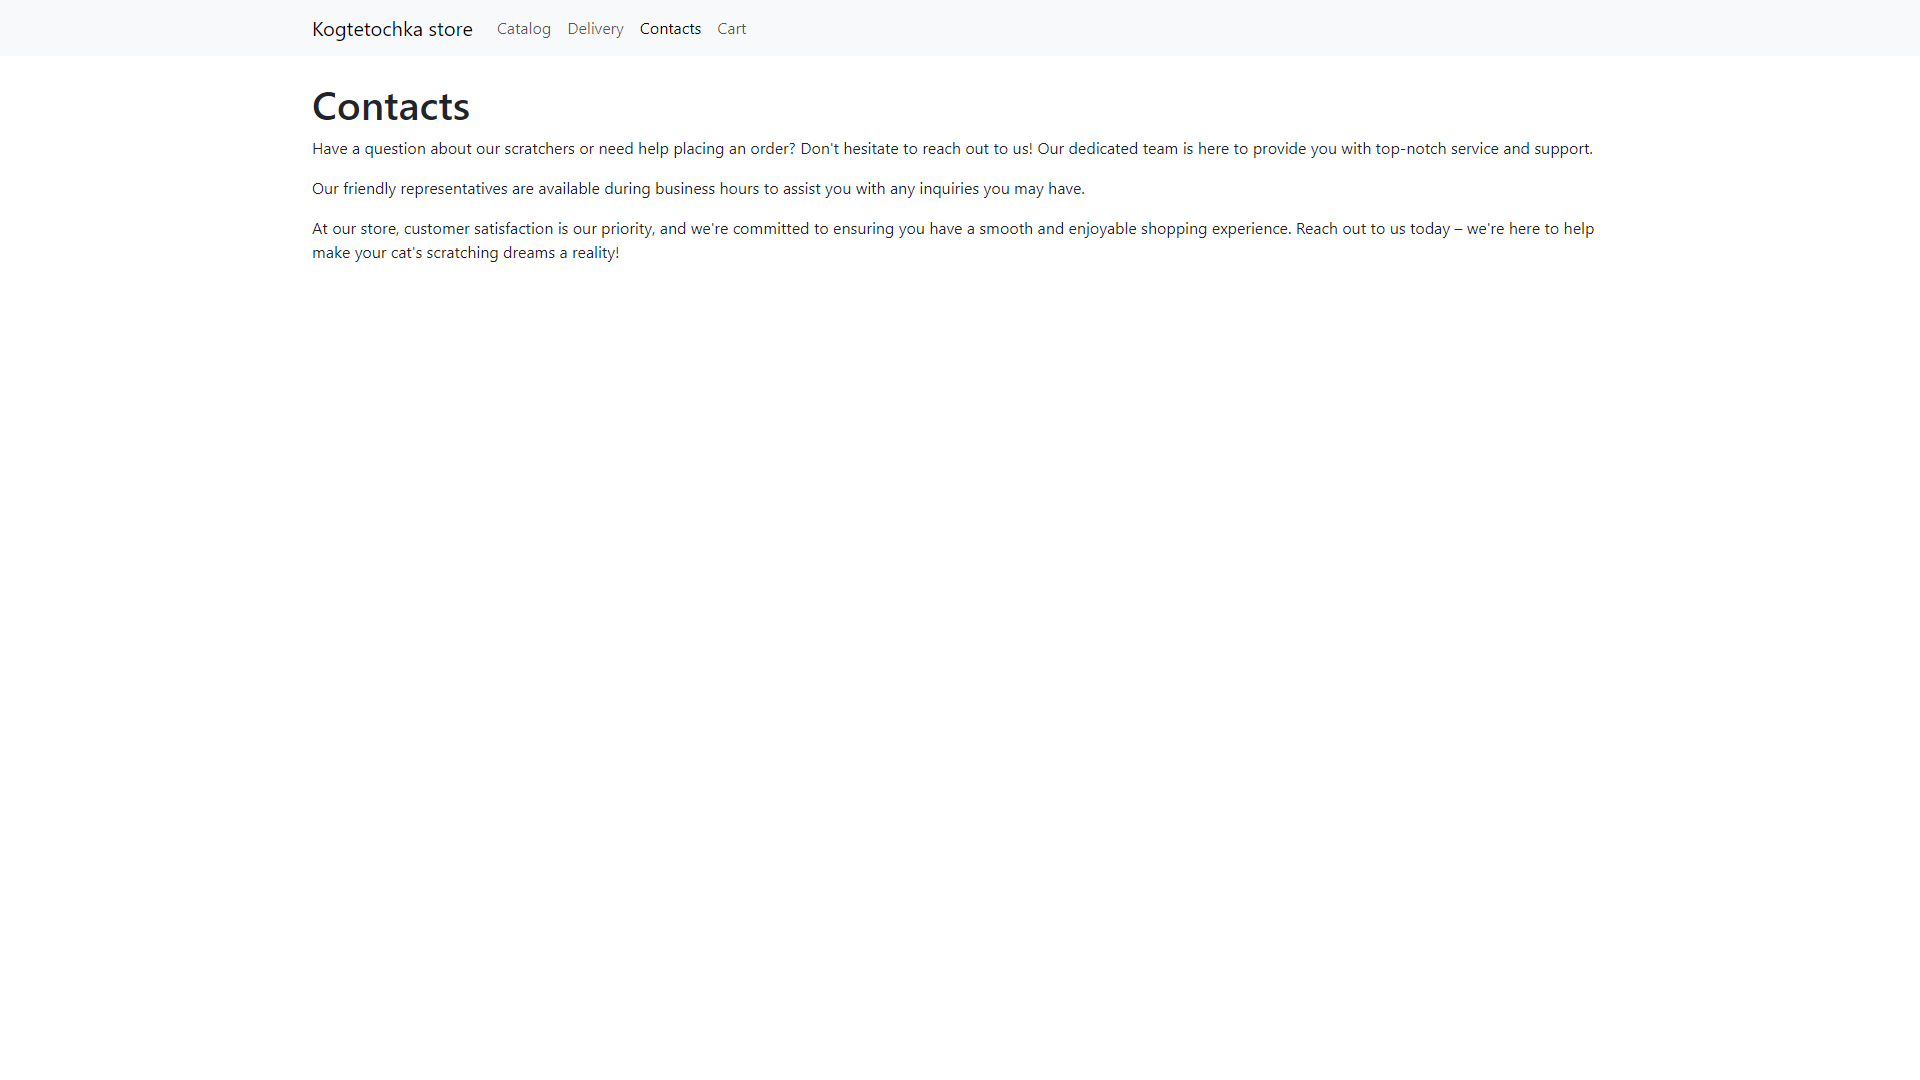 Kogtetochka store Catalog Delivery Contacts Cart
Contacts
Have a question about our scratchers or need help placing an order? Don't hesitate to reach out to us! Our dedicated team is here to provide you with top-notch service and support.
Our friendly representatives are available during business hours to assist you with any inquiries you may have.
At our store, customer satisfaction is our priority, and we're committed to ensuring you have a smooth and enjoyable shopping experience. Reach out to us today – we're here to help
make your cat's scratching dreams a reality!